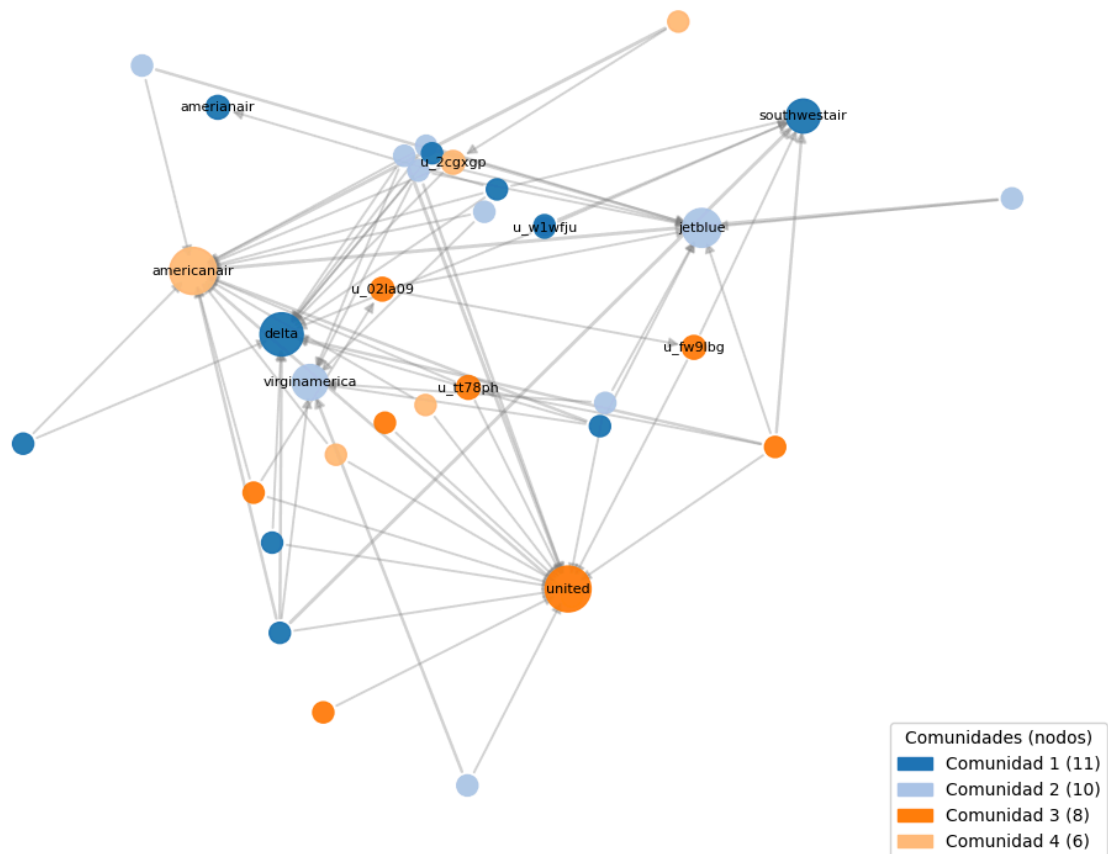 amerianair
southwestair
u_2cgxgp
u_w1wfju
jetblue
americanair
u_02la09
delta
u_fw9lbg
virginamerica
u_tt78ph
united
Comunidades (nodos)
Comunidad 1 (11)
Comunidad 2 (10)
Comunidad 3 (8)
Comunidad 4 (6)